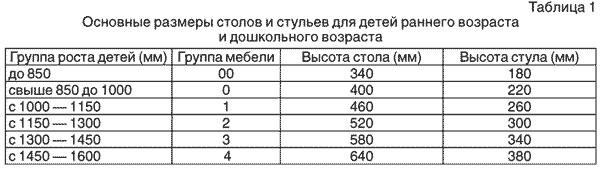 Таблица 1
Основные размеры столов и стульев для детей раннего возраста
и дошкольного возраста
Группа роста детей (мм) Группа мебели Высота стола (мм) Высота стула (мм)
до 850 00 340 180
свыше 850 до 1000 0 400 220
с 1000 — 1150 1 460 260
с 1150 — 1300 2 520 300
с 1300 — 1450 3 580 340
с 1450 — 1600 4 640 380